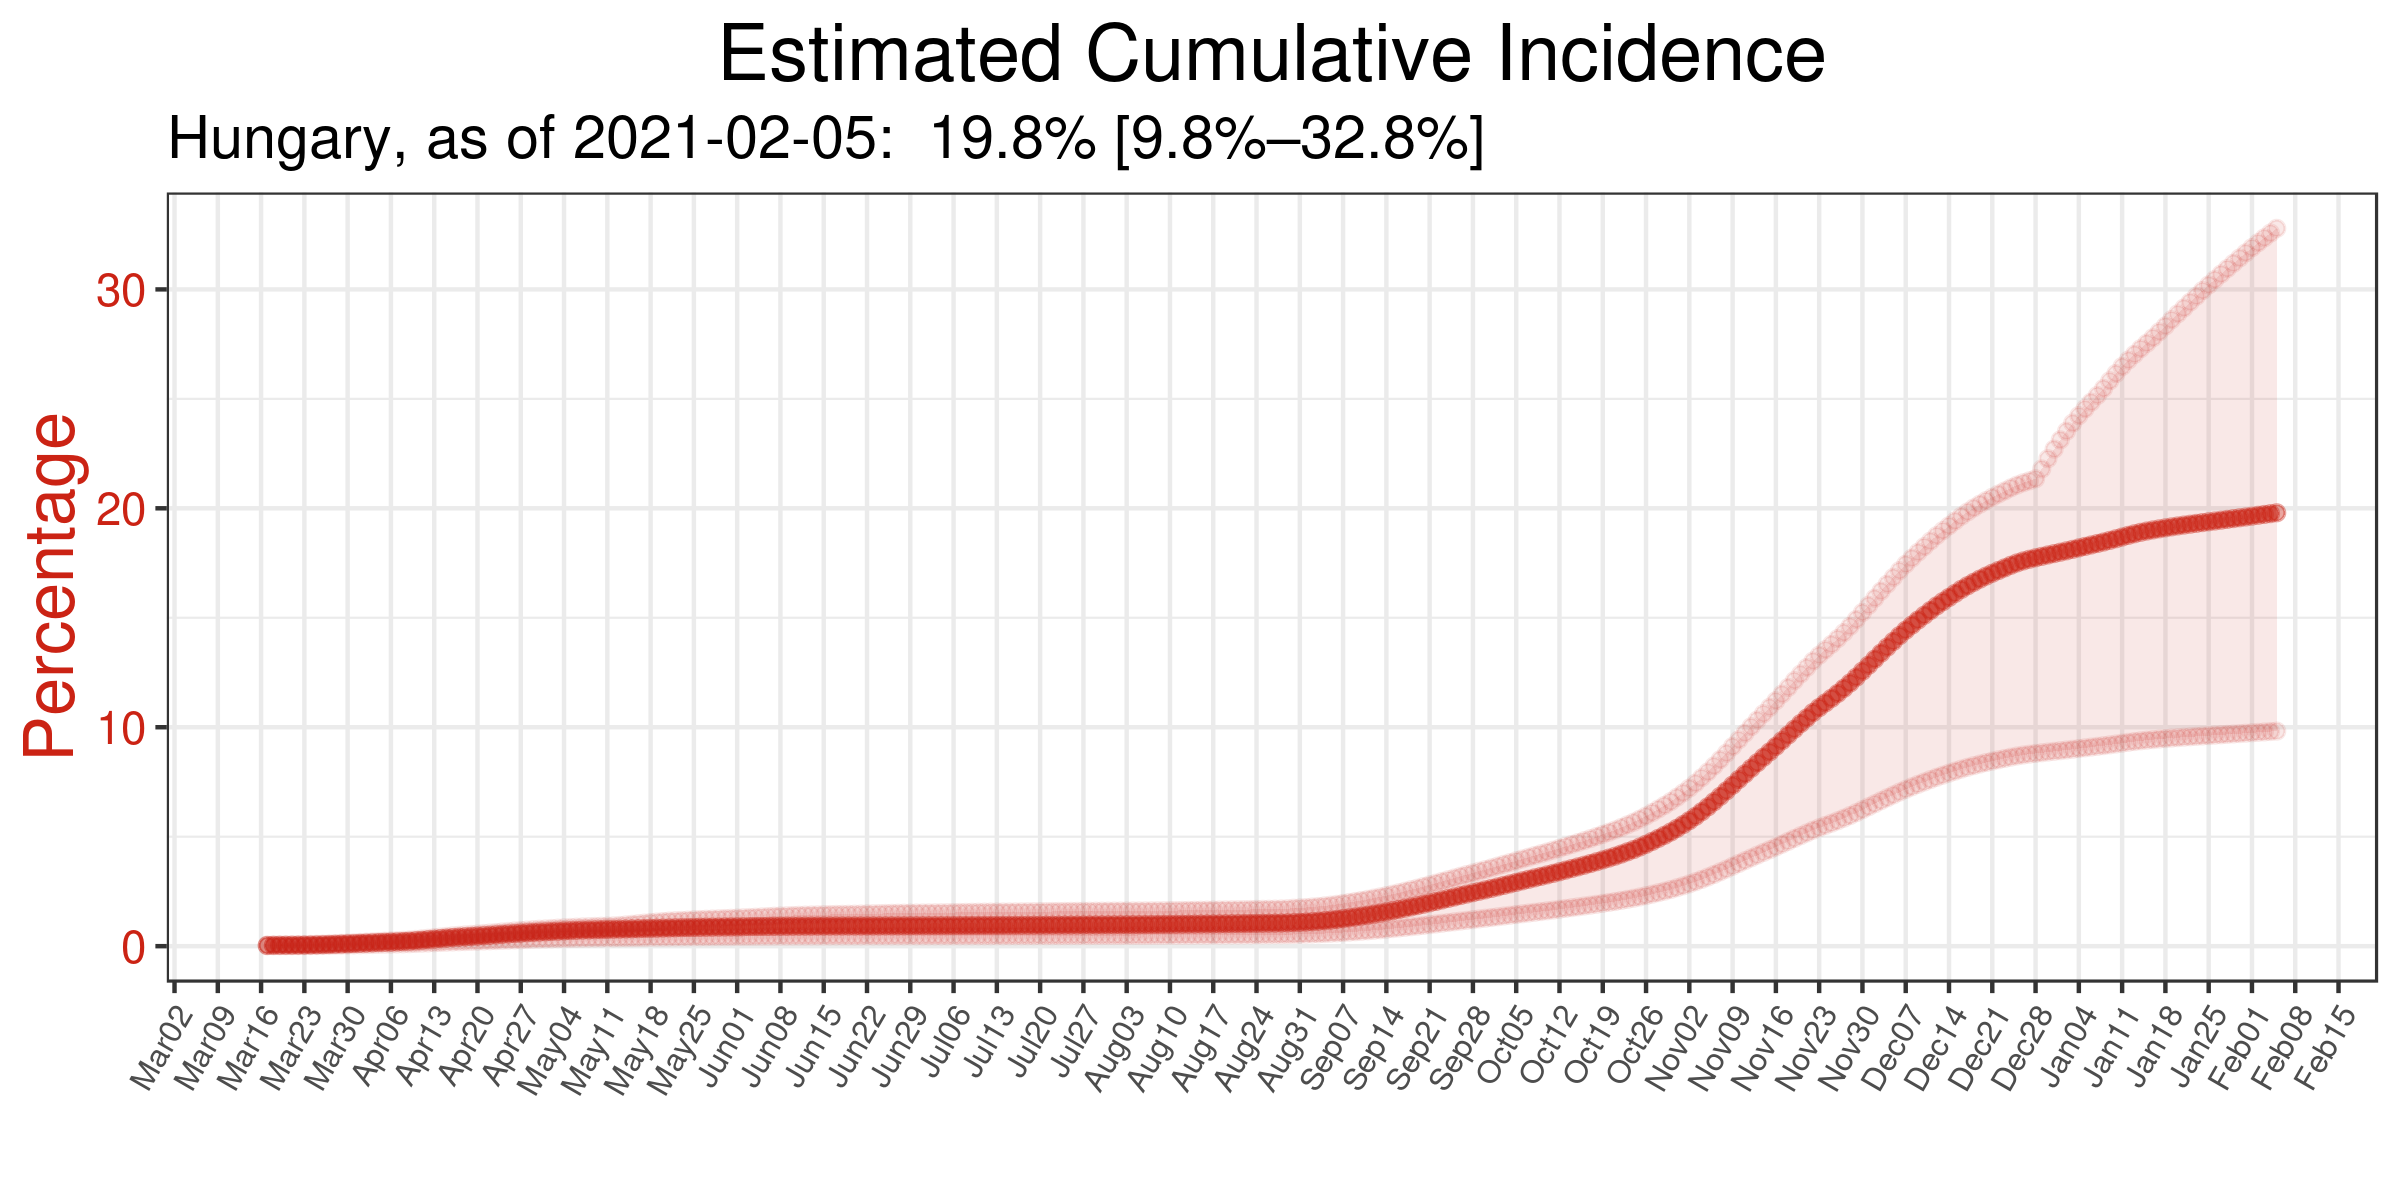 Estimated Cumulative Incidence
Hungary, as of 2021-02-05:  19.8% [9.8%–32.8%]
Percentage
30
20
10
0
Mar02
Mar09
Mar16
Mar23
Mar30
Apr06
Apr13
Apr20
Apr27
May04
May11
May18
May25
Jun01
Jun08
Jun15
Jun22
Jun29
Jul06
Jul13
Jul20
Jul27
Aug03
Aug10
Aug17
Aug24
Aug31
Sep07
Sep14
Sep21
Sep28
Oct05
Oct12
Oct19
Oct26
Nov02
Nov09
Nov16
Nov23
Nov30
Dec07
Dec14
Dec21
Dec28
Jan04
Jan11
Jan18
Jan25
Feb01
Feb08
Feb15